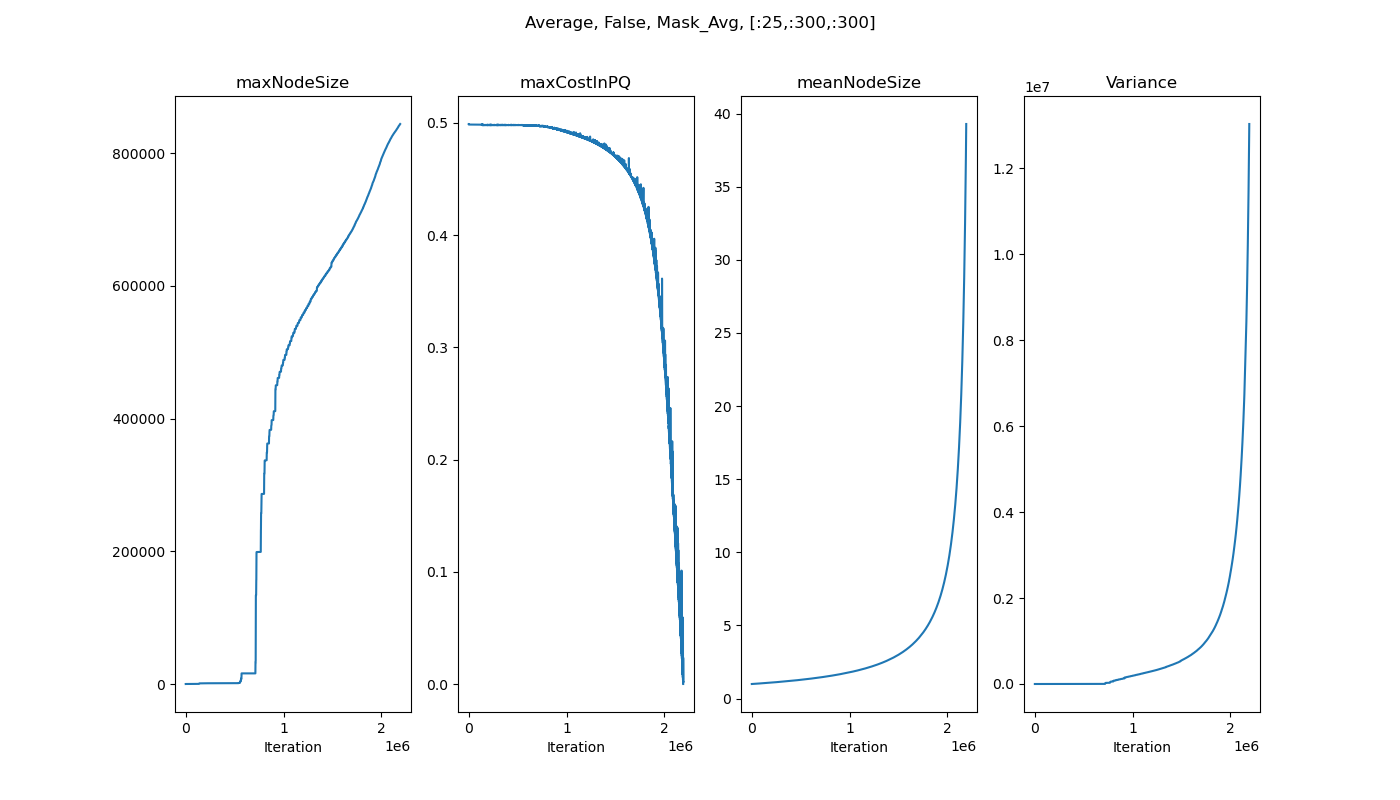 Average, False, Mask_Avg, [:25,:300,:300]
maxNodeSize
800000
600000
400000
200000
0
0 1 2
1e6
Iteration
maxCostInPQ
0.5
0.4
0.3
0.2
0.1
0.0
0 1 2
1e6
Iteration
meanNodeSize
40
35
30
25
20
15
10
5
0
0 1 2
1e6
Iteration
Variance
1e7
1.2
1.0
0.8
0.6
0.4
0.2
0.0
0 1 2
1e6
Iteration